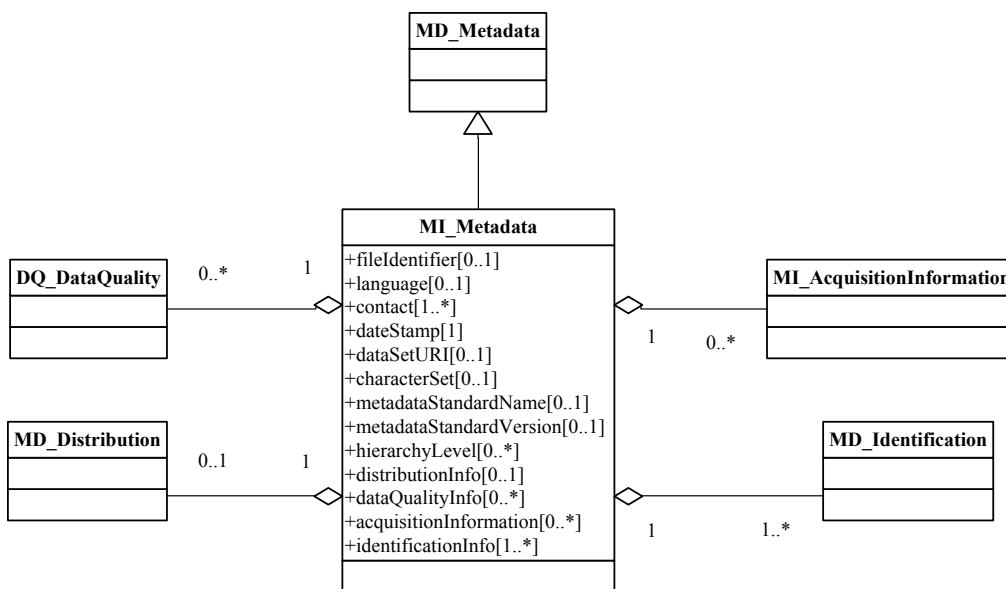 MD_Metadata
MI_Metadata
+fileIdentifier[0..1]
+language[0..1]
+contact[1..*]
+dateStamp[1]
+dataSetURI[0..1]
+characterSet[0..1]
+metadataStandardName[0..1]
+metadataStandardVersion[0..1]
+hierarchyLevel[0..*]
+distributionInfo[0..1]
+dataQualityInfo[0..*]
+acquisitionInformation[0..*]
+identificationInfo[1..*]
DQ_DataQuality
0..*
1
MD_Distribution
0..1
1
MI_AcquisitionInformation
1
0..*
MD_Identification
1
1..*